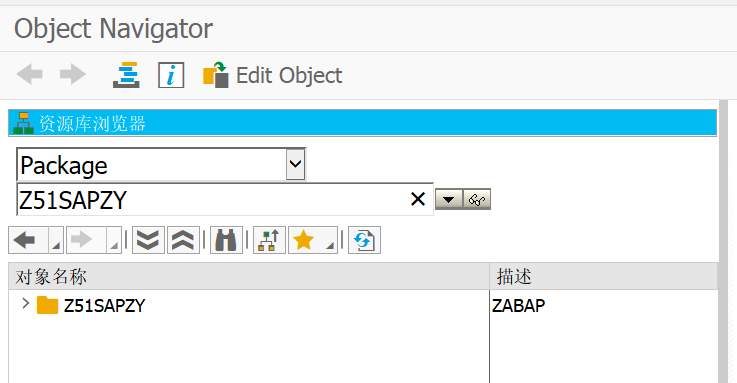 Object Navigator
Edit Object
资源库浏览器
Package
Z51SAPZY
对象名称 描述
Z51SAPZY ZABAP